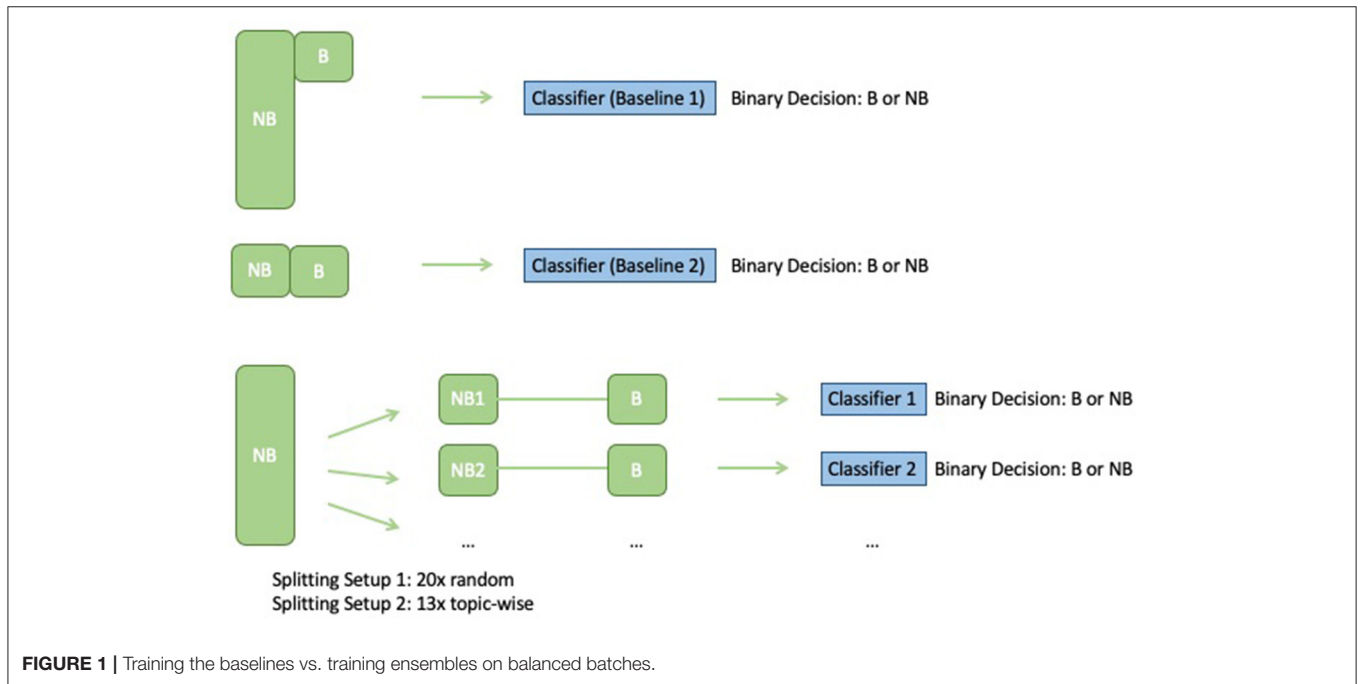 B
NB
Classifier (Baseline 1) Binary Decision: B or NB
NB B
Classifier (Baseline 2) Binary Decision: B or NB
NB
NB1 B
Classifier 1 Binary Decision: B or NB
NB2 B
Classifier 2 Binary Decision: B or NB
... ... ...
Splitting Setup 1: 20x random
Splitting Setup 2: 13x topic-wise
FIGURE 1 | Training the baselines vs. training ensembles on balanced batches.